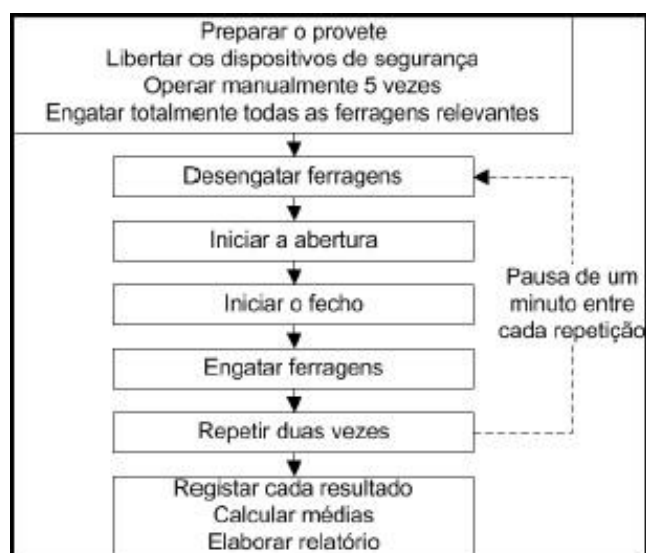 Preparar o provete
Libertar os dispositivos de segurança
Operar manualmente 5 vezes
Engatar totalmente todas as ferragens relevantes
Desengatar ferragens
Iniciar a abertura
Iniciar o fecho
Engatar ferragens
Repetir duas vezes
Pausa de um
minuto entre
cada repetição
Registar cada resultado
Calcular médias
Elaborar relatório